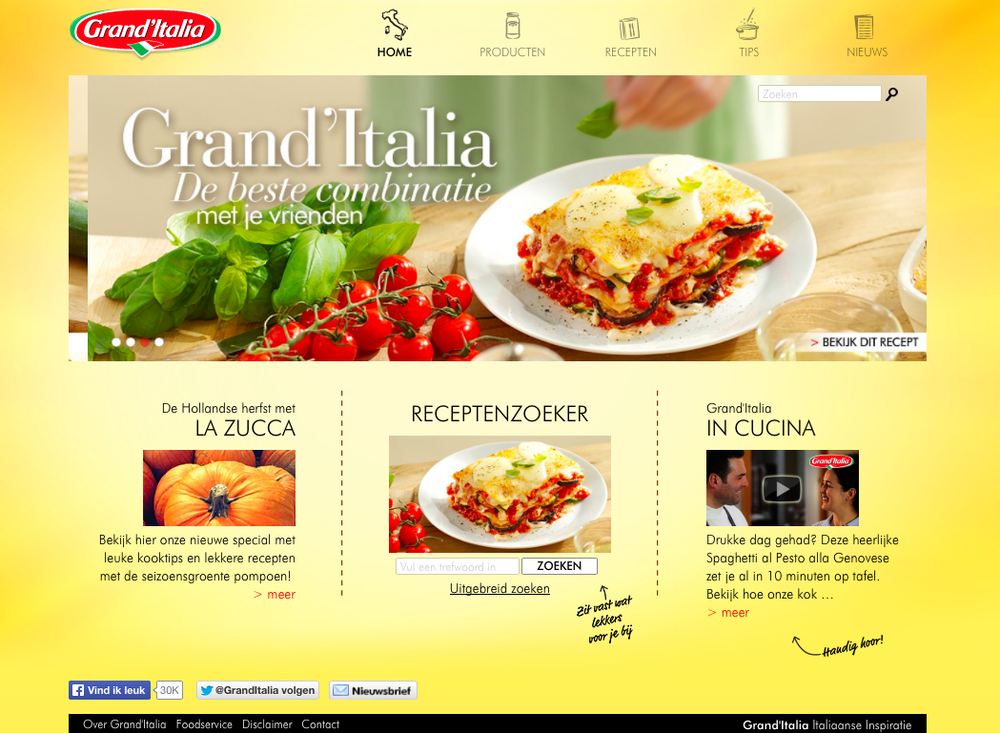 Grand'Italia
HOME
PRODUCTEN
RECEPTEN
TIPS
NIEUWS
Zoeken
Grand'Italia
De beste combinatie
met je vrienden
> BEKIJK DIT RECEPT
De Hollandse herfst met
LA ZUCCA
Bekijk hier onze nieuwe special met
leuke kooktips en lekkere recepten
met de seizoensgroente pompoen!
> meer
RECEPTENZOEKER
Vul een trefwoord in
ZOEKEN
Uitgebreid zoeken
Zit vast wat
lekkers
voor je bij
Grand'Italia
IN CUCINA
Grand'Italia
Drukke dag gehad? Deze heerlijke
Spaghetti al Pesto alla Genovese
zet je al in 10 minuten op tafel.
Bekijk hoe onze kok ...
> meer
Handig hoor!
Vind ik leuk
30K
@GrandItalia volgen
Nieuwsbrief
Over Grand'Italia Foodservice Disclaimer Contact
Grand'Italia Italiaanse Inspiratie